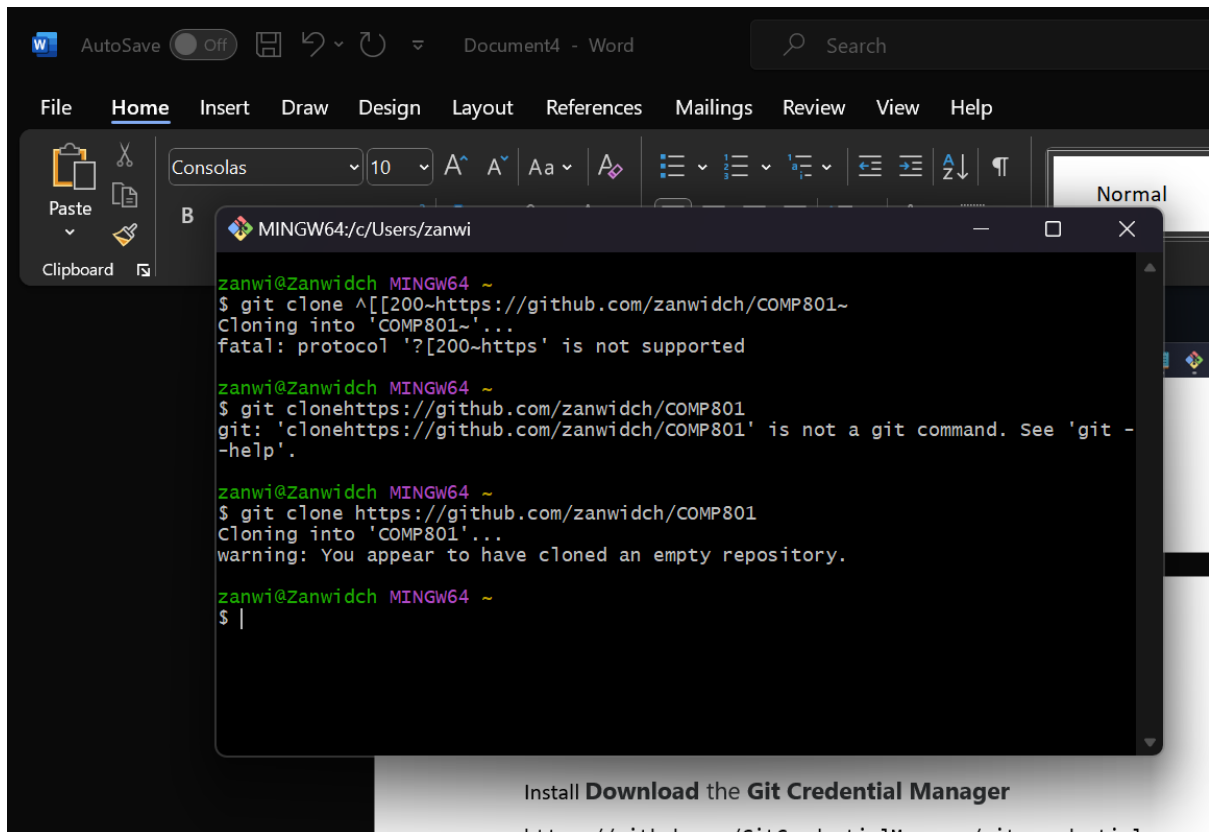 AutoSave Off Document4 - Word Search
File Home Insert Draw Design Layout References Mailings Review View Help
Consolas 10 Aa
Paste B Normal
Clipboard
MINGW64:/c/Users/zanwi
zanwi@Zanwidch MINGW64 ~
$ git clone ^[[200~https://github.com/zanwidch/COMP801~
Cloning into 'COMP801~'...
fatal: protocol '?[200~https' is not supported
zanwi@Zanwidch MINGW64 ~
$ git clonehttps://github.com/zanwidch/COMP801
git: 'clonehttps://github.com/zanwidch/COMP801' is not a git command. See 'git -
-help'.
zanwi@Zanwidch MINGW64 ~
$ git clone https://github.com/zanwidch/COMP801
Cloning into 'COMP801'...
warning: You appear to have cloned an empty repository.
zanwi@Zanwidch MINGW64 ~
$
Install Download the Git Credential Manager